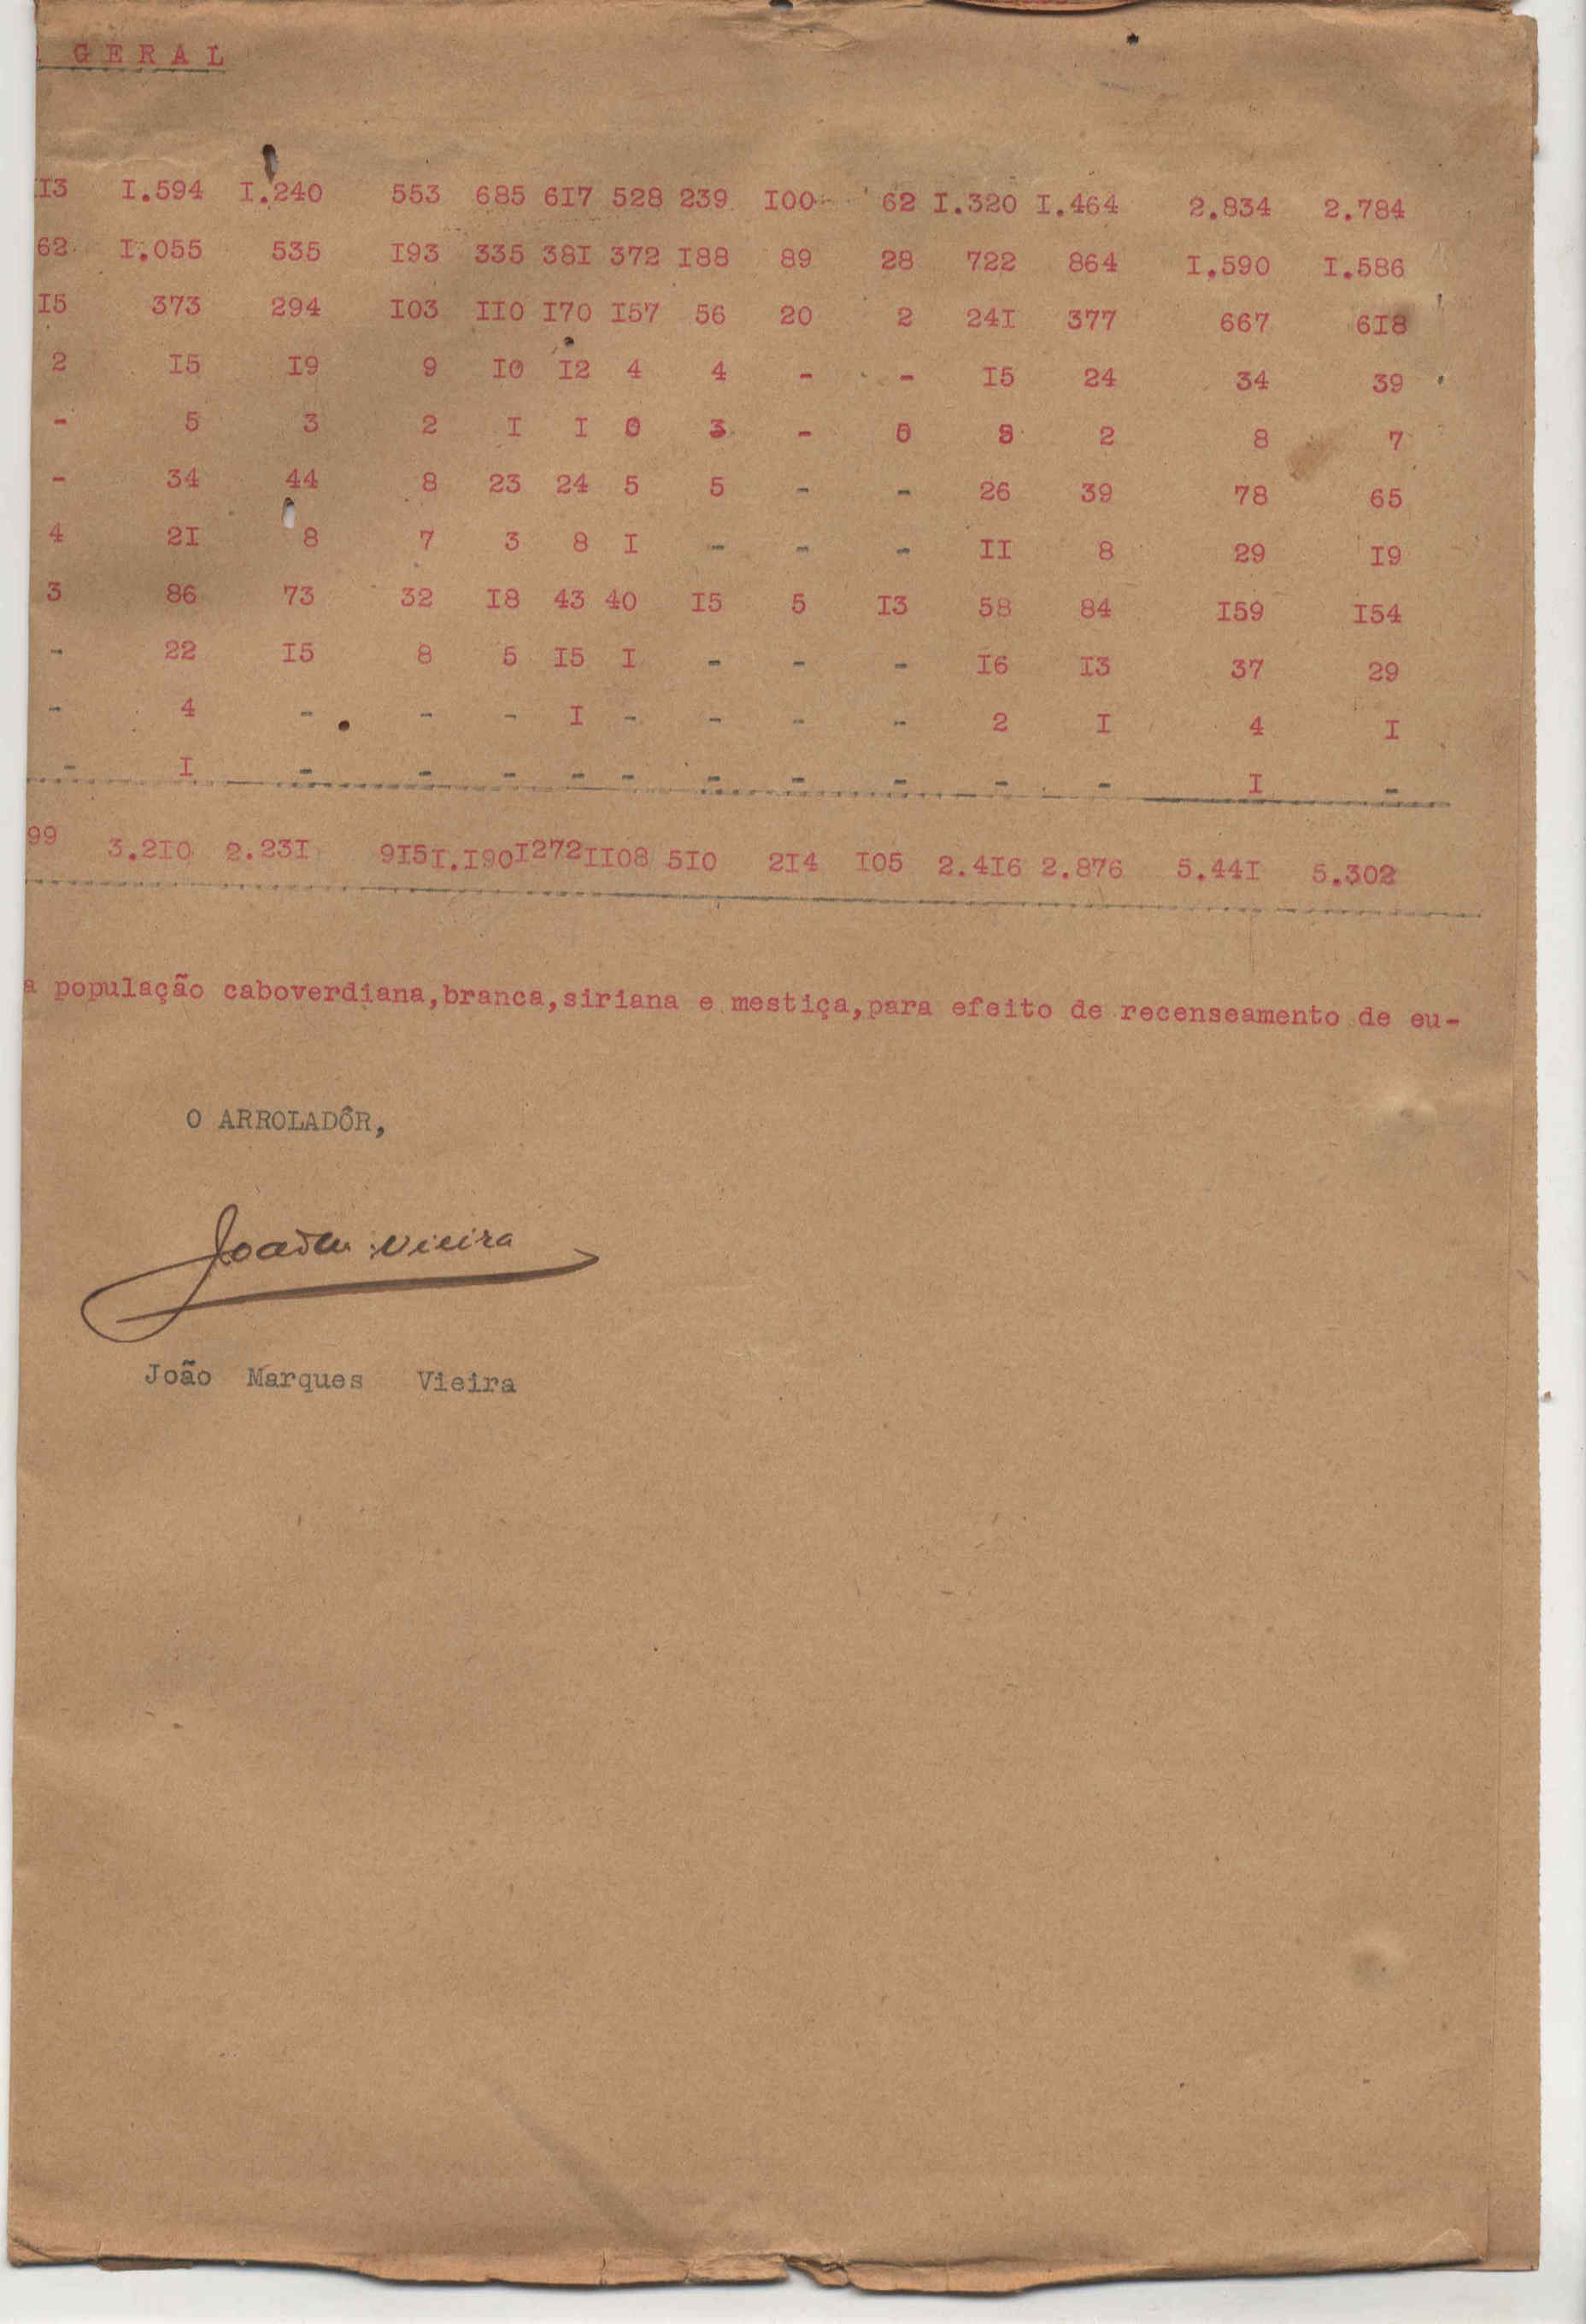 GERAL
I3 I.594 I.240 553 685 6I7 528 239 I00 62 I.320 I.464 2.834 2.784
62 I.055 535 I93 335 38I 372 I88 89 28 722 864 I.590 I.586
I5 373 294 I03 II0 I70 I57 56 20 2 24I 377 667 6I8
2 I5 I9 9 I0 I2 4 4 - - I5 24 34 39
- 5 3 2 I I 0 3 - 2 8 7
- 34 44 8 23 24 5 5 - - 26 39 78 65
4 2I 8 7 3 8 I - - - II 8 29 I9
3 86 73 32 I8 43 40 I5 5 I3 58 84 I59 I54
- 22 I5 8 5 I5 I - - - I6 I3 37 29
- 4 - - - I - - - - 2 I 4 I
- I - - - - - - - - - - I -
99 3.2I0 2.23I 9I5I.I90I272II08 5I0 2I4 I05 2.4I6 2.876 5.44I 5.302
a população caboverdiana,branca,siriana e mestiça,para efeito de recenseamento de eu-
O ARROLADÔR,
João Marques Vieira